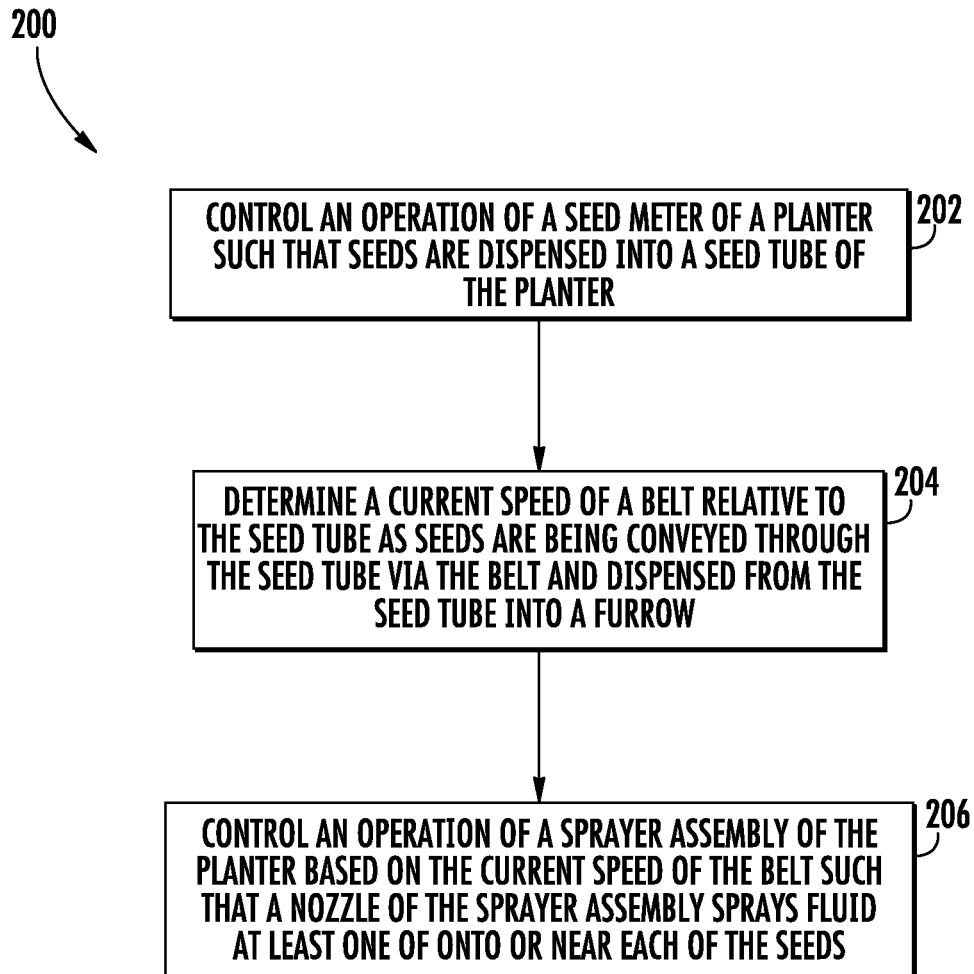 200
CONTROL AN OPERATION OF A SEED METER OF A PLANTER
SUCH THAT SEEDS ARE DISPENSED INTO A SEED TUBE OF
THE PLANTER
202
DETERMINE A CURRENT SPEED OF A BELT RELATIVE TO
THE SEED TUBE AS SEEDS ARE BEING CONVEYED THROUGH
THE SEED TUBE VIA THE BELT AND DISPENSED FROM THE
SEED TUBE INTO A FURROW
204
CONTROL AN OPERATION OF A SPRAYER ASSEMBLY OF THE
PLANTER BASED ON THE CURRENT SPEED OF THE BELT SUCH
THAT A NOZZLE OF THE SPRAYER ASSEMBLY SPRAYS FLUID
AT LEAST ONE OF ONTO OR NEAR EACH OF THE SEEDS
206